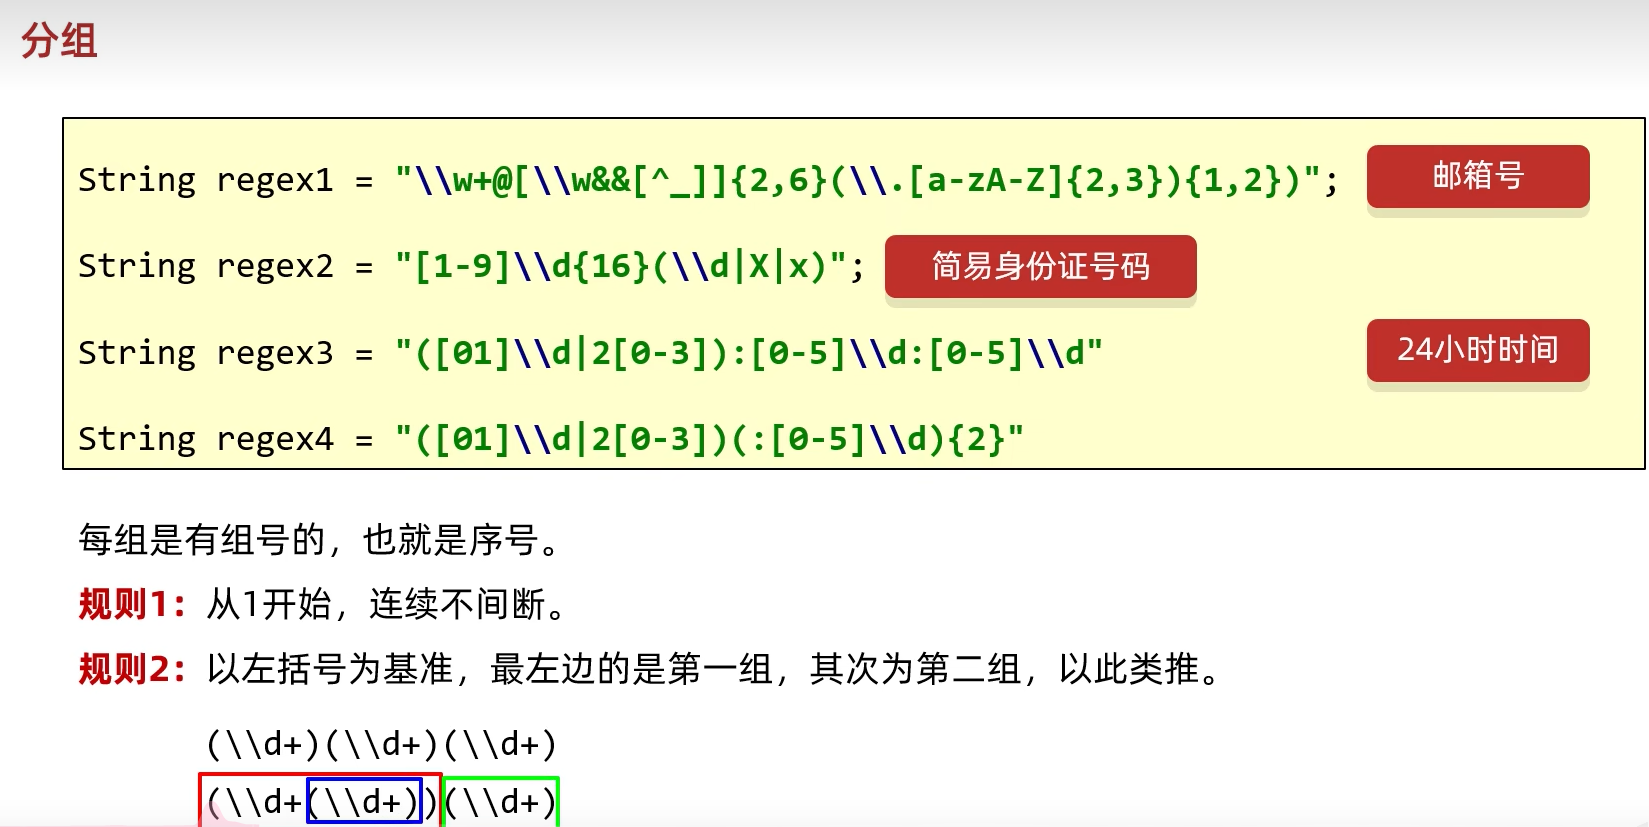 分组
String regex1 = "\\w+@[\\w&&[^_]]{2,6}(\\.[a-zA-Z]{2,3}){1,2})"; 邮箱号
String regex2 = "[1-9]\\d{16}(\\d|X|x)"; 简易身份证号码
String regex3 = "([01]\\d|2[0-3]):[0-5]\\d:[0-5]\\d" 24小时时间
String regex4 = "([01]\\d|2[0-3])(:[0-5]\\d){2}"
每组是有组号的，也就是序号。
规则1：从1开始，连续不间断。
规则2：以左括号为基准，最左边的是第一组，其次为第二组，以此类推。
(\\d+)(\\d+)(\\d+)
(\\d+(\\d+))(\\d+)